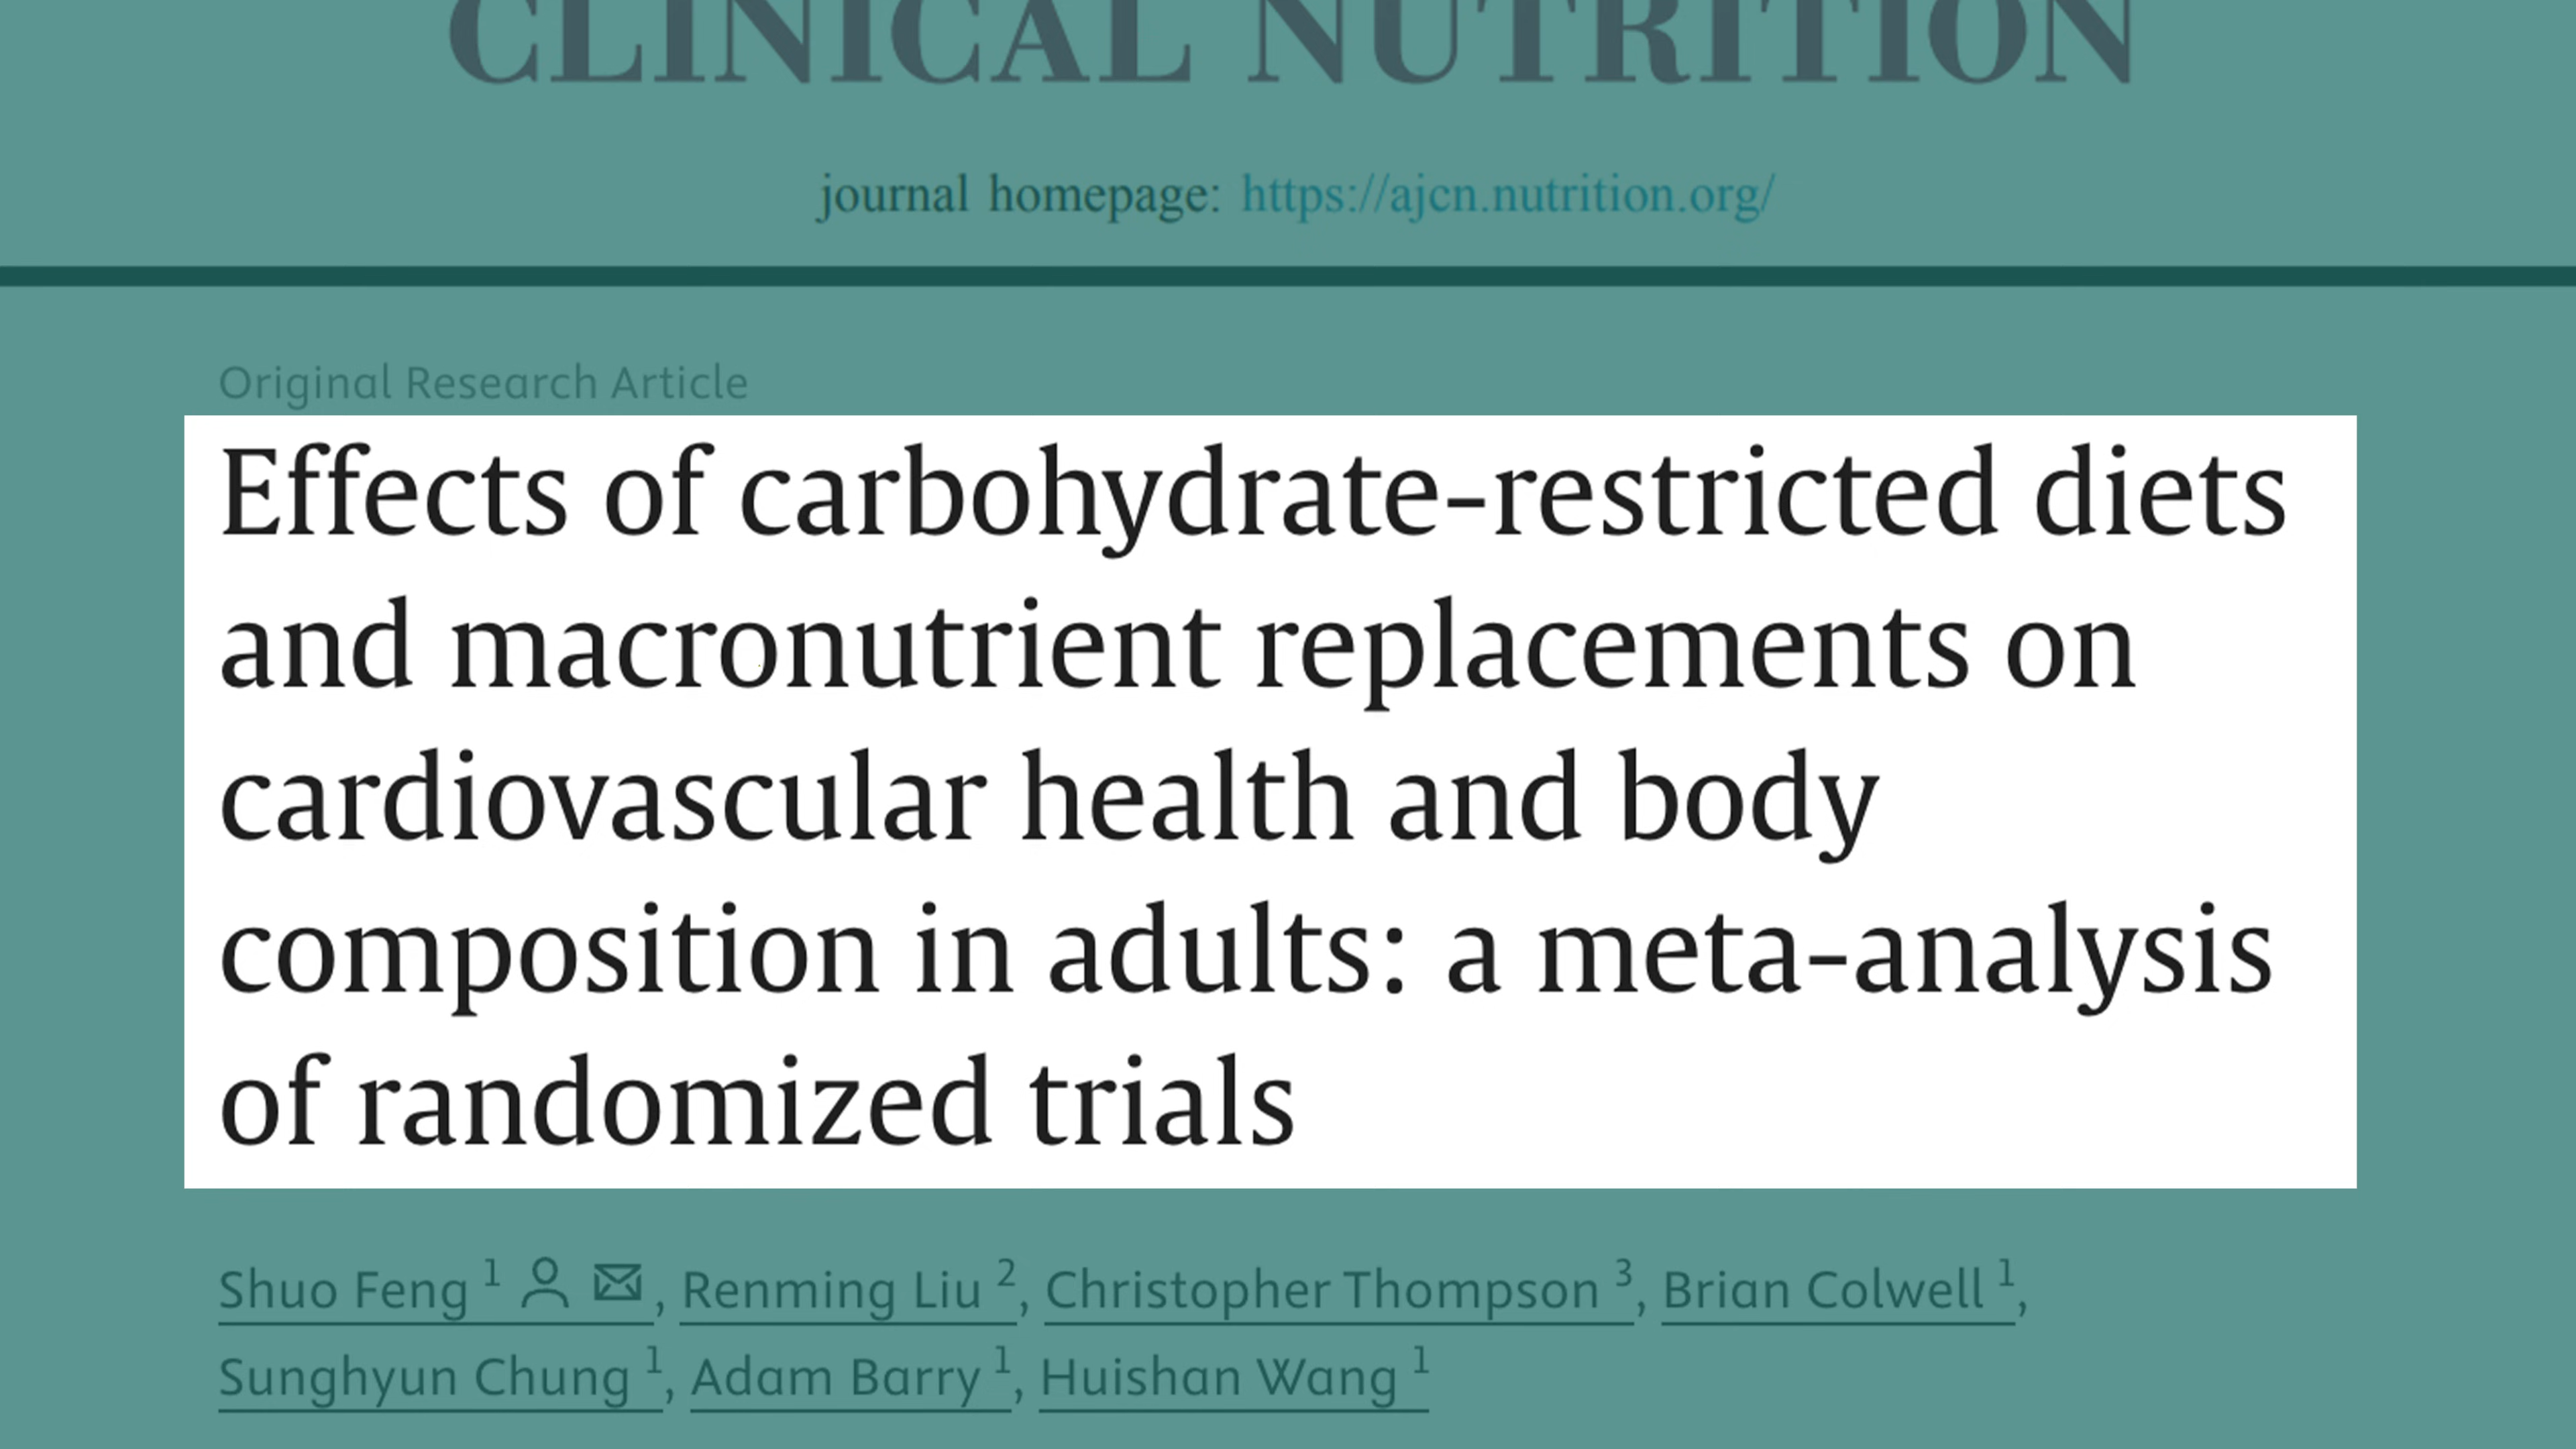 CLINICAL NUTRITION
journal homepage: https://ajcn.nutrition.org/
Original Research Article
Effects of carbohydrate-restricted diets
and macronutrient replacements on
cardiovascular health and body
composition in adults: a meta-analysis
of randomized trials
Shuo Feng 1, Renming Liu 2, Christopher Thompson 3, Brian Colwell 1,
Sunghyun Chung 1, Adam Barry 1, Huishan Wang 1